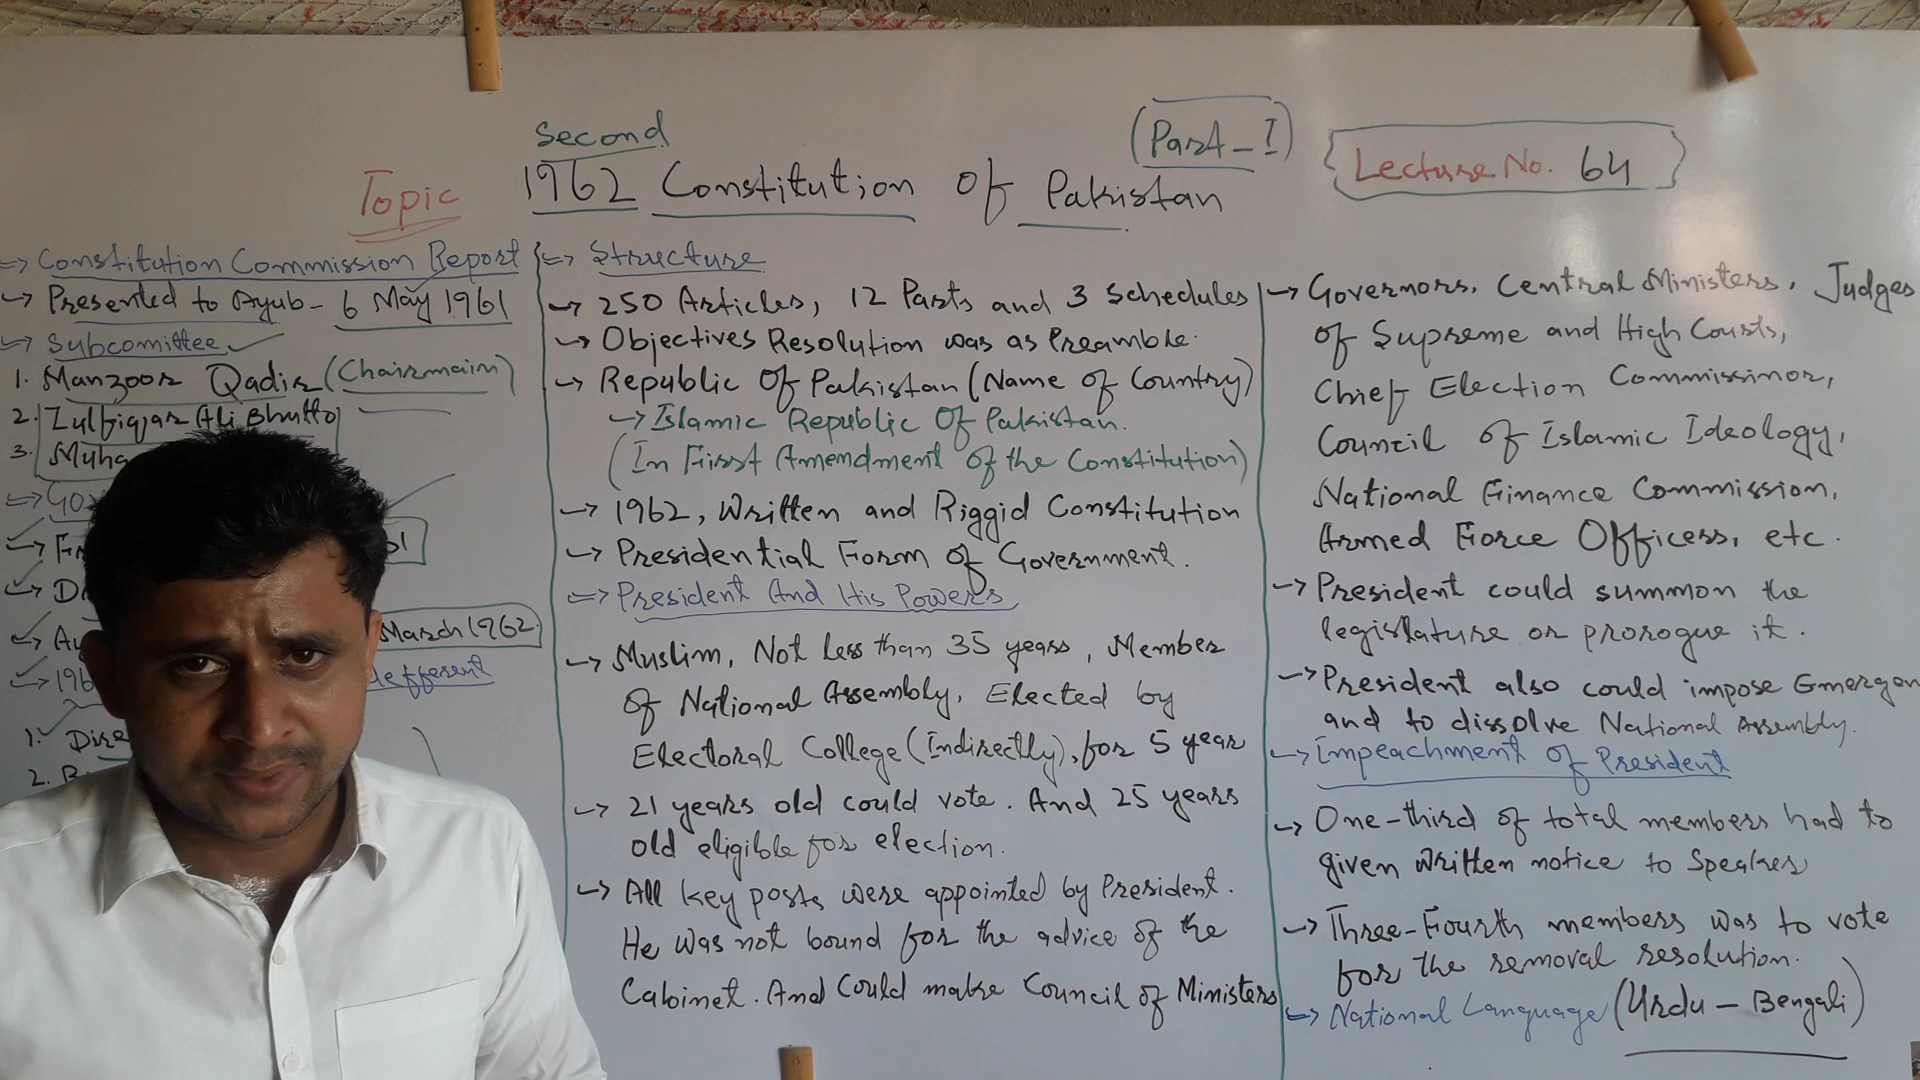 Second
(Part-I)
Lecture No. 64
Topic
1962 Constitution of Pakistan
=> Constitution Commission Report
-> Presented to Ayub - 6 May 1961
-> Subcomittee
1. Manzoor Qadir (Chairmain)
2. Zulfiqar Ali Bhutto
3. Muha
=> Gov
March 1962.
defferent
1. Dire
2.
=> Structure
-> 250 Articles, 12 Parts and 3 Schedules
-> Objectives Resolution was as Preamble.
-> Republic Of Pakistan (Name of Country)
-> Islamic Republic Of Pakistan.
(In First Amendment of the Constitution)
-> 1962, Written and Riggid Constitution
-> Presidential Form of Government.
=> President And His Powers
-> Muslim, Not Less than 35 years, Member
of National Assembly, Elected by
Electoral College (Indirectly), for 5 year
-> 21 years old could vote. And 25 years
old eligible for election.
-> All key posts were appointed by President.
He was not bound for the advice of the
Cabinet. And Could make Council of Ministers
-> Governors, Central Ministers, Judges
of Supreme and High Courts,
Chief Election Commissinor,
Council of Islamic Ideology,
National Finance Commission,
Armed Force Officess, etc.
-> President could summon the
legislature or prorogue it.
-> President also could impose Emergen
and to dissolve National Assembly.
-> Impeachment of President
-> One-third of total members had to
given written notice to Speaker
-> Three-Fourth members was to vote
for the removal resolution.
=> National Language (Urdu - Bengali)